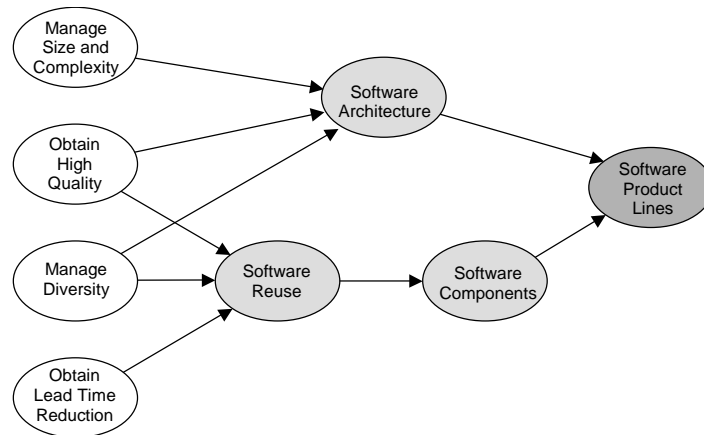 Manage
Size and
Complexity
Software
Architecture
Obtain
High
Quality
Software
Product
Lines
Manage
Diversity
Software
Reuse
Software
Components
Obtain
Lead Time
Reduction